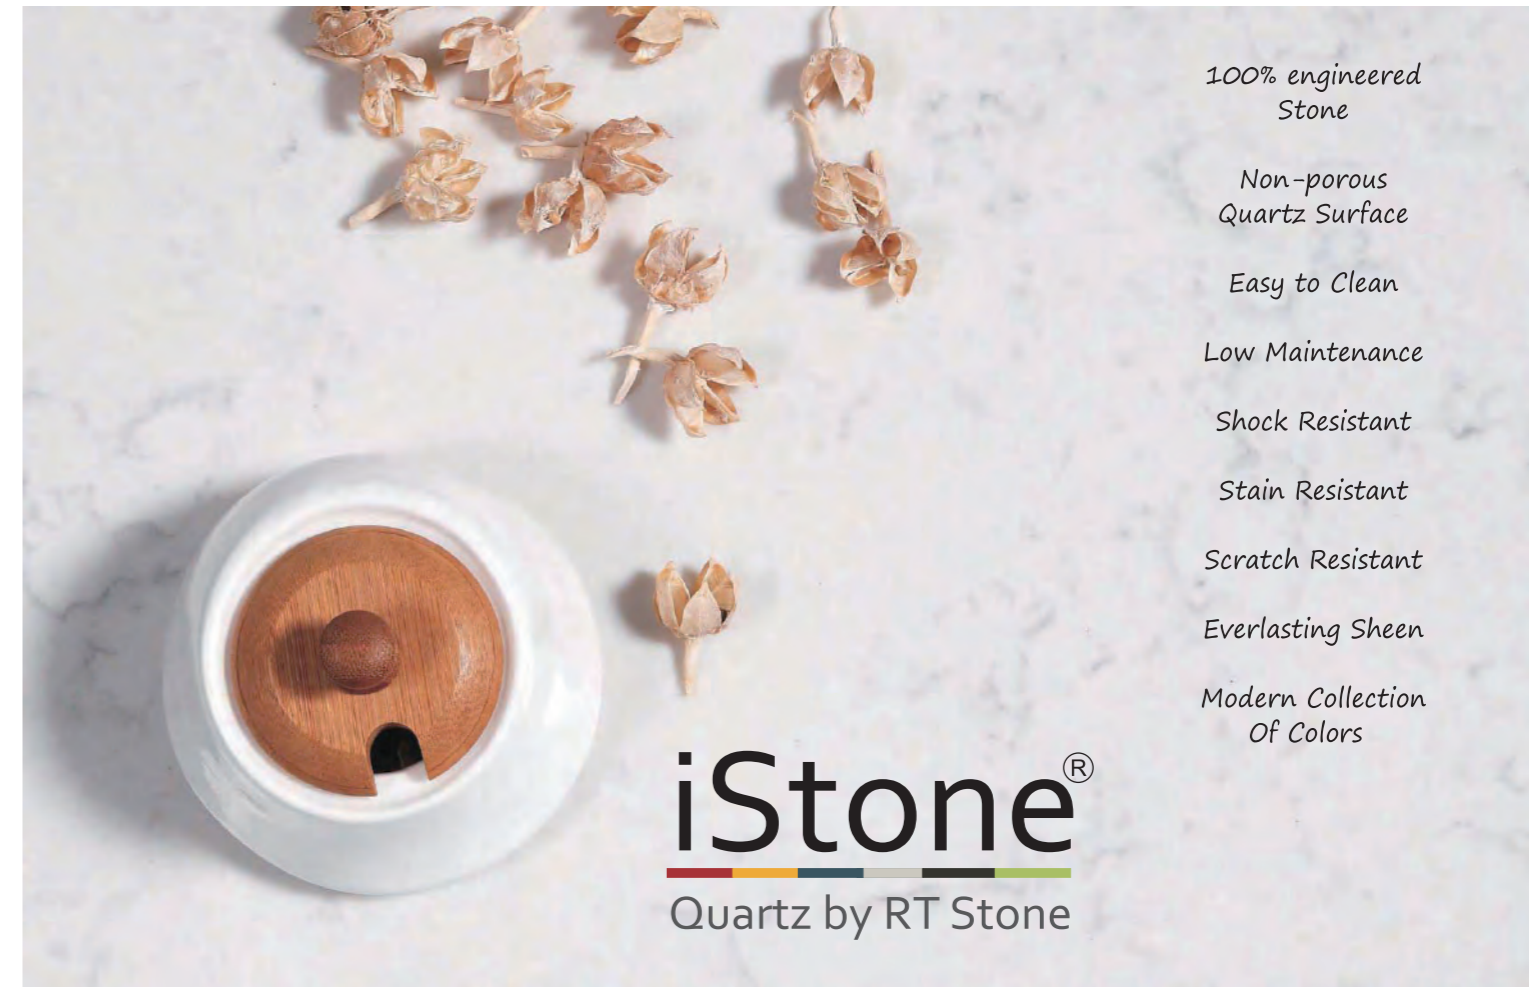 100% engineered
Stone
Non-porous
Quartz Surface
Easy to Clean
Low Maintenance
Shock Resistant
Stain Resistant
Scratch Resistant
Everlasting Sheen
Modern Collection
Of Colors
iStone®
Quartz by RT Stone